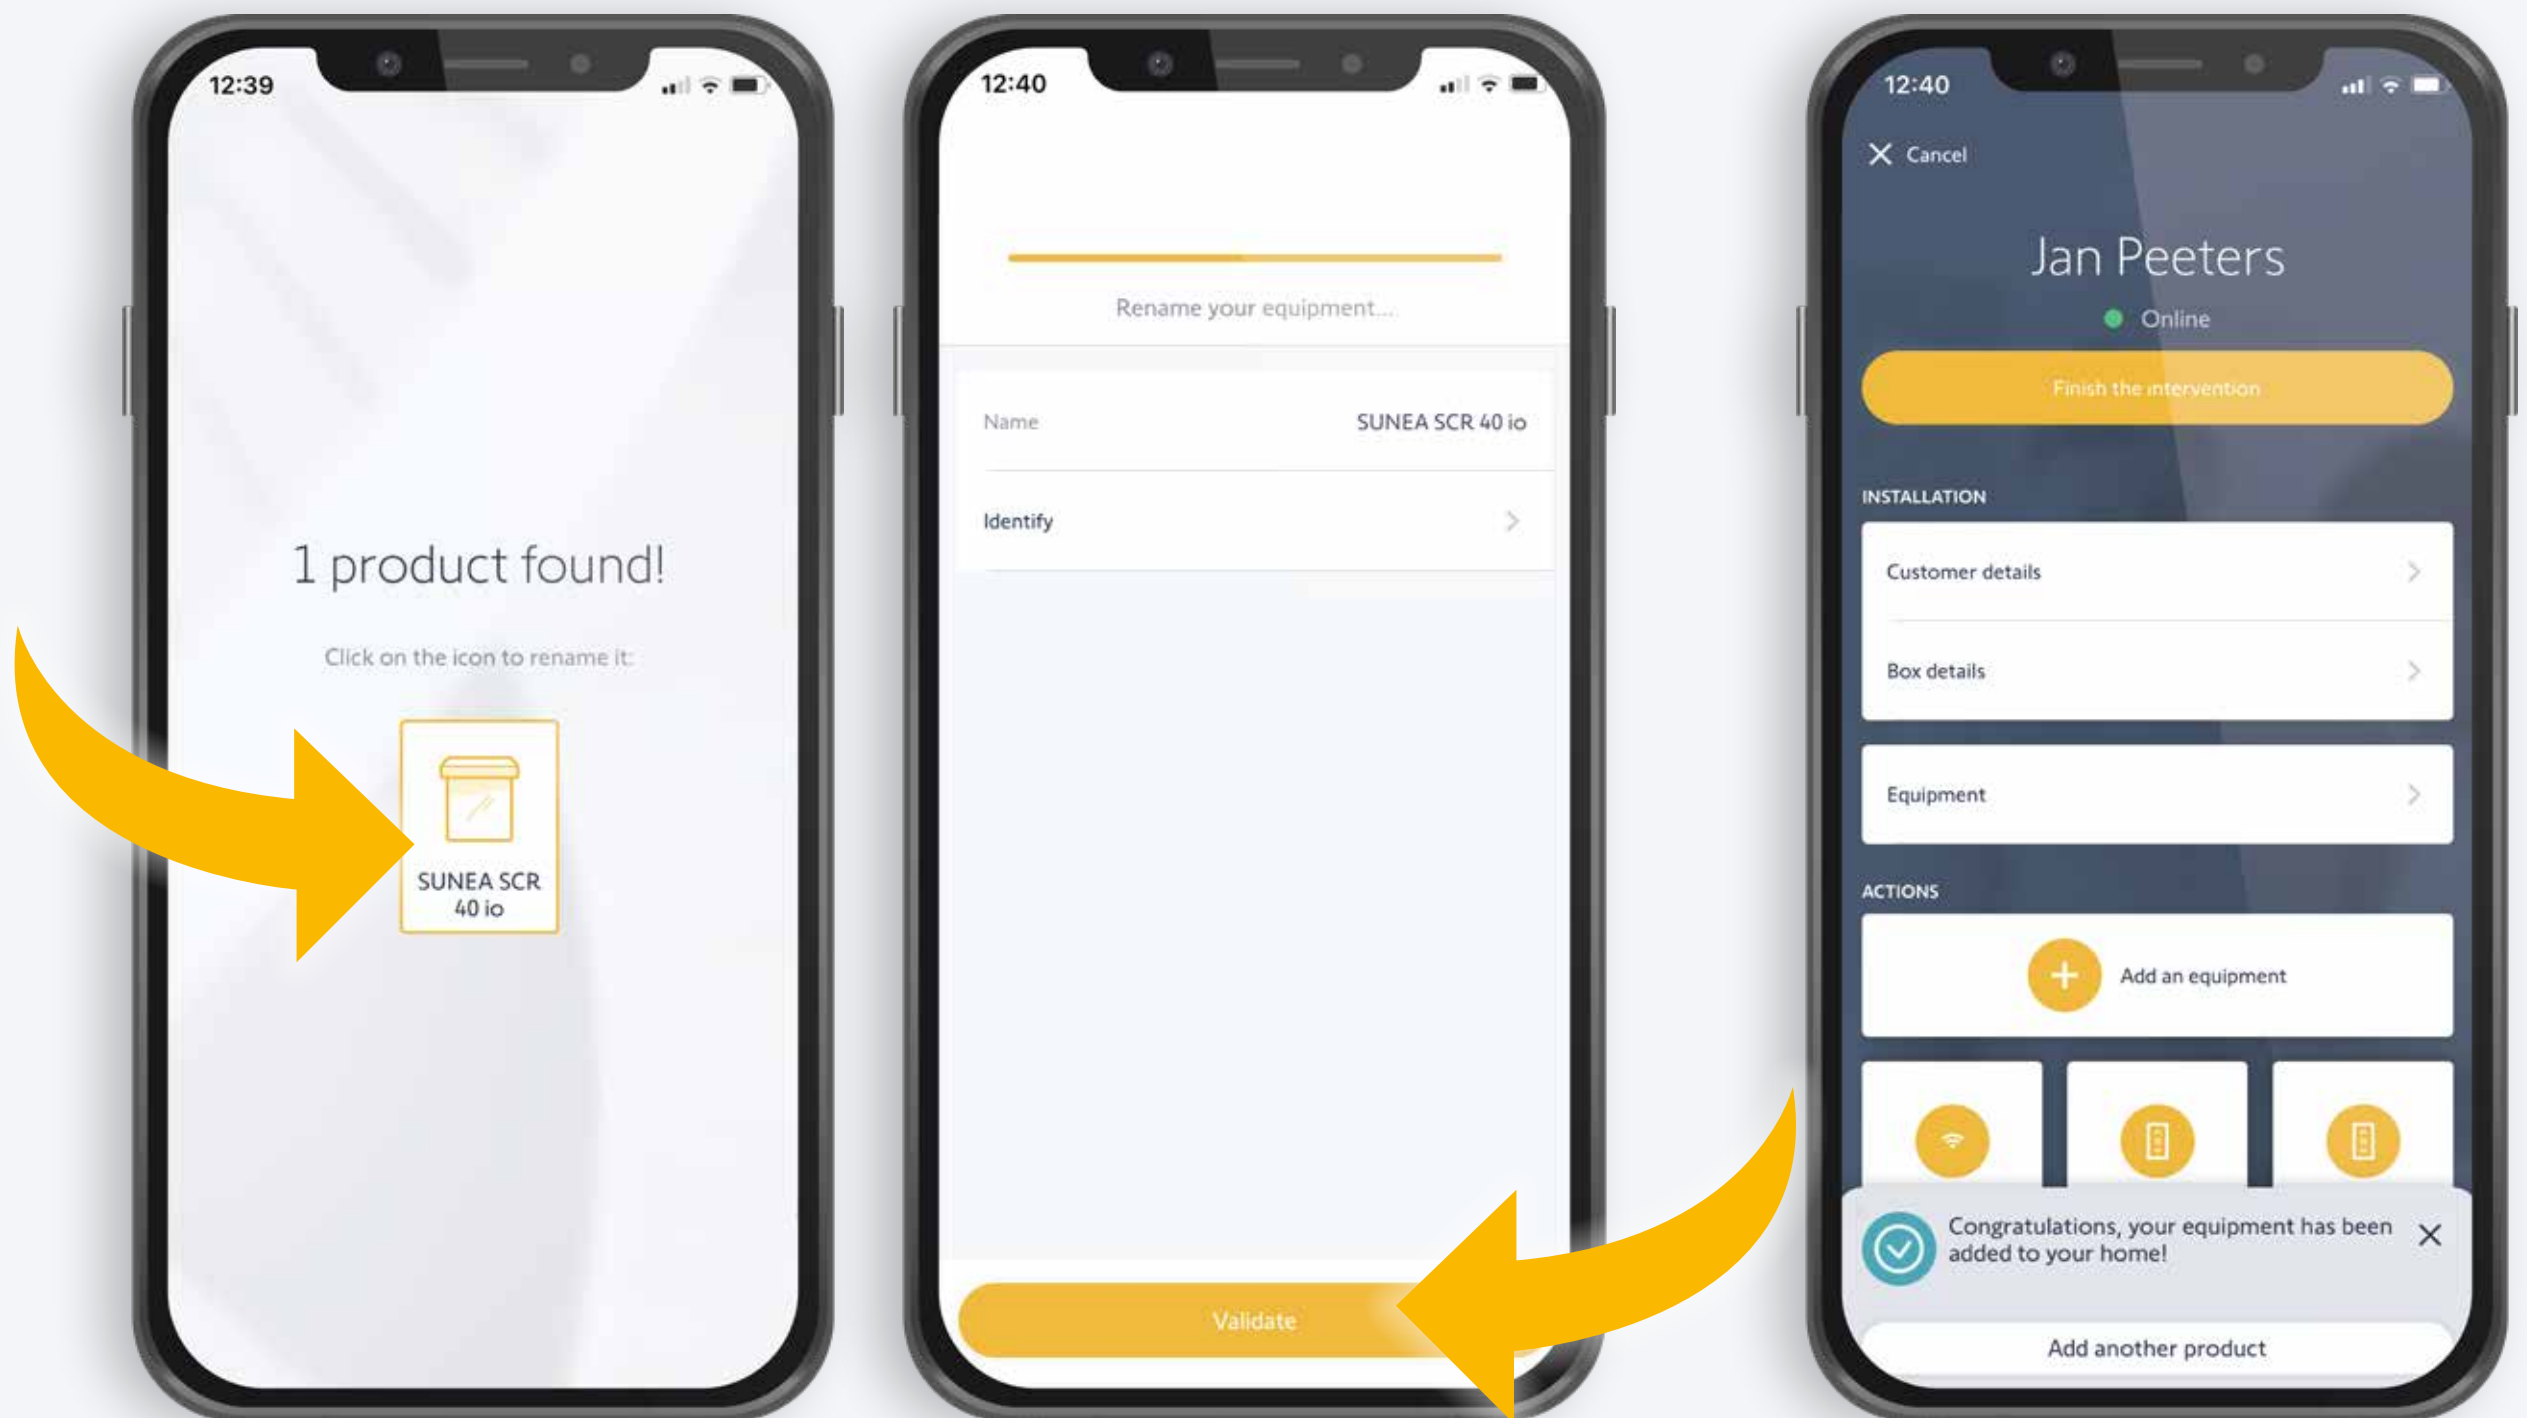 12:39
1 product found!
Click on the icon to rename it:
SUNEA SCR
40 io
12:40
Rename your equipment...
Name SUNEA SCR 40 io
Identify
Validate
12:40
Cancel
Jan Peeters
Online
Finish the intervention
INSTALLATION
Customer details
Box details
Equipment
ACTIONS
Add an equipment
Congratulations, your equipment has been
added to your home!
Add another product